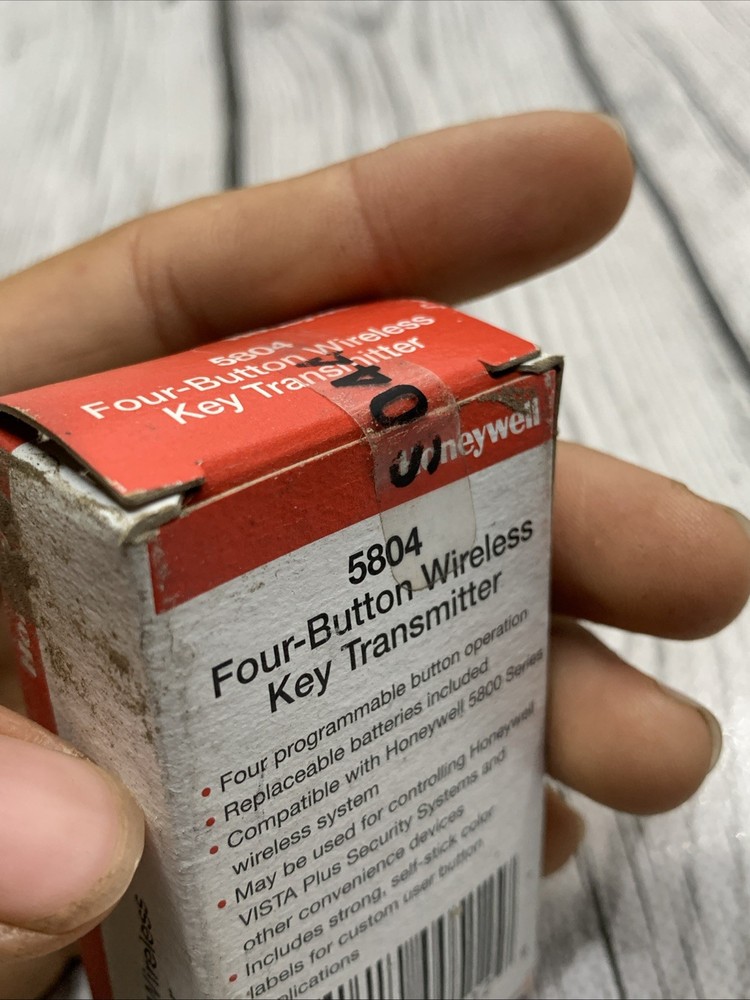 5804
Four-Button Wireless
Key Transmitter
Honeywell
5804
Four-Button Wireless
Key Transmitter
• Four programmable button operation
• Replaceable batteries included
• Compatible with Honeywell 5800 Series
wireless system
• May be used for controlling Honeywell
VISTA Plus Security Systems and
other convenience devices
• Includes strong, self-stick color
labels for custom user button
Wireless